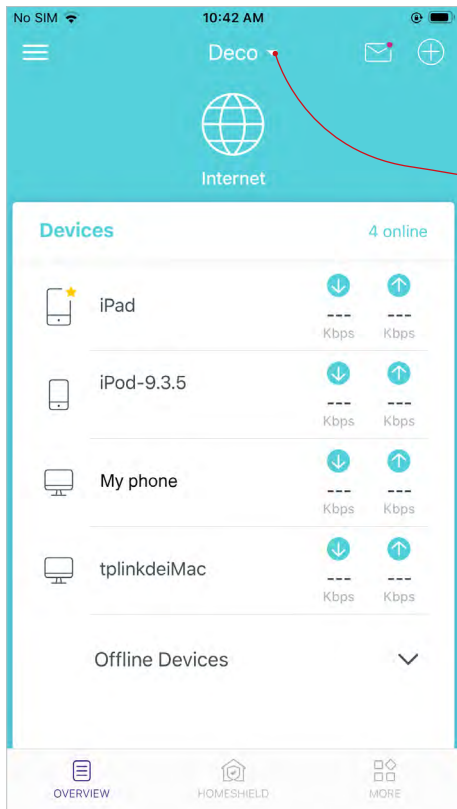 No SIM 10:42 AM
Deco
Internet
Devices 4 online
iPad
---
---
Kbps
Kbps
iPod-9.3.5
---
---
Kbps
Kbps
My phone
---
---
Kbps
Kbps
tplinkdeiMac
---
---
Kbps
Kbps
Offline Devices
OVERVIEW HOMESHIELD MORE